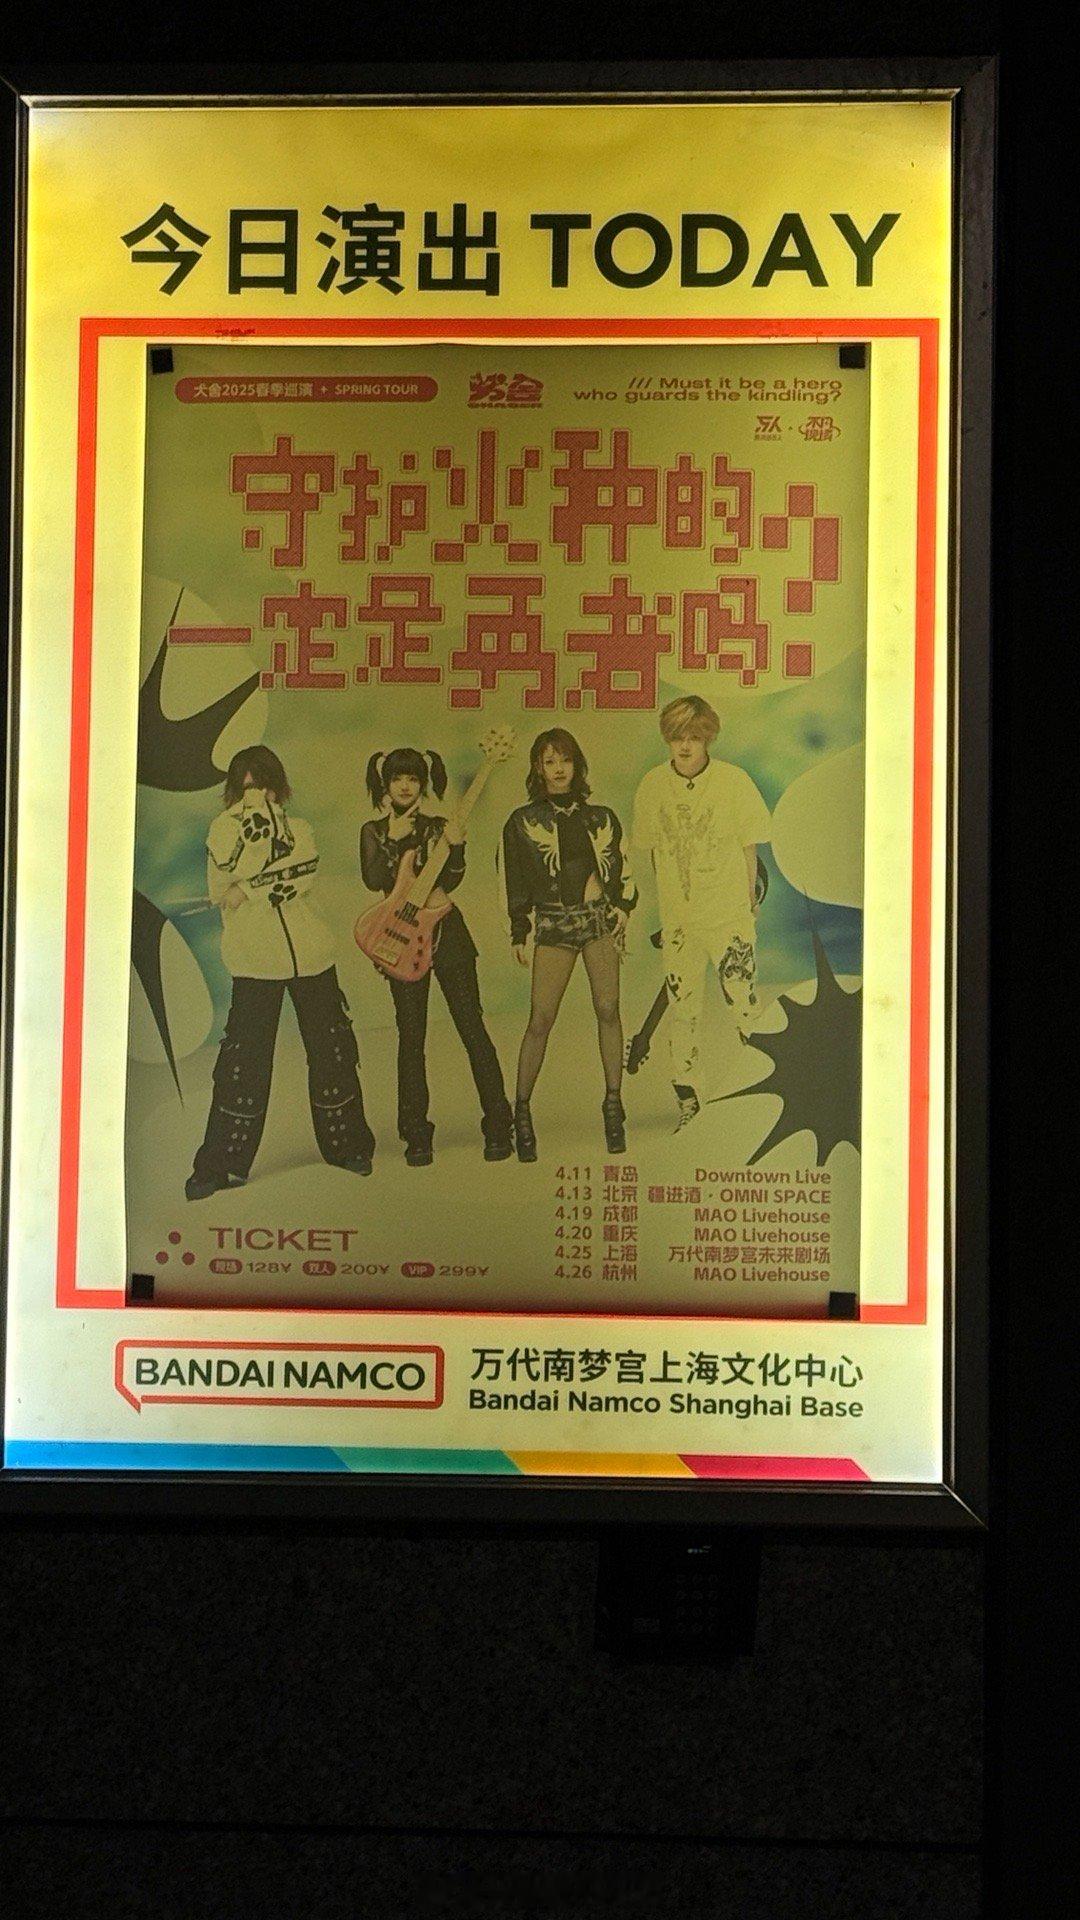 今日演出 TODAY
犬舍2025春季巡演 + SPRING TOUR
/// Must it be a hero
who guards the kindling?
守护火种的
一定是勇者吗?
4.11 青岛 Downtown Live
4.13 北京 疆进酒·OMNI SPACE
4.19 成都 MAO Livehouse
4.20 重庆 MAO Livehouse
4.25 上海 万代南梦宫未来剧场
4.26 杭州 MAO Livehouse
TICKET
现场 128¥ 双人 200¥ VIP 299¥
BANDAI NAMCO
万代南梦宫上海文化中心
Bandai Namco Shanghai Base